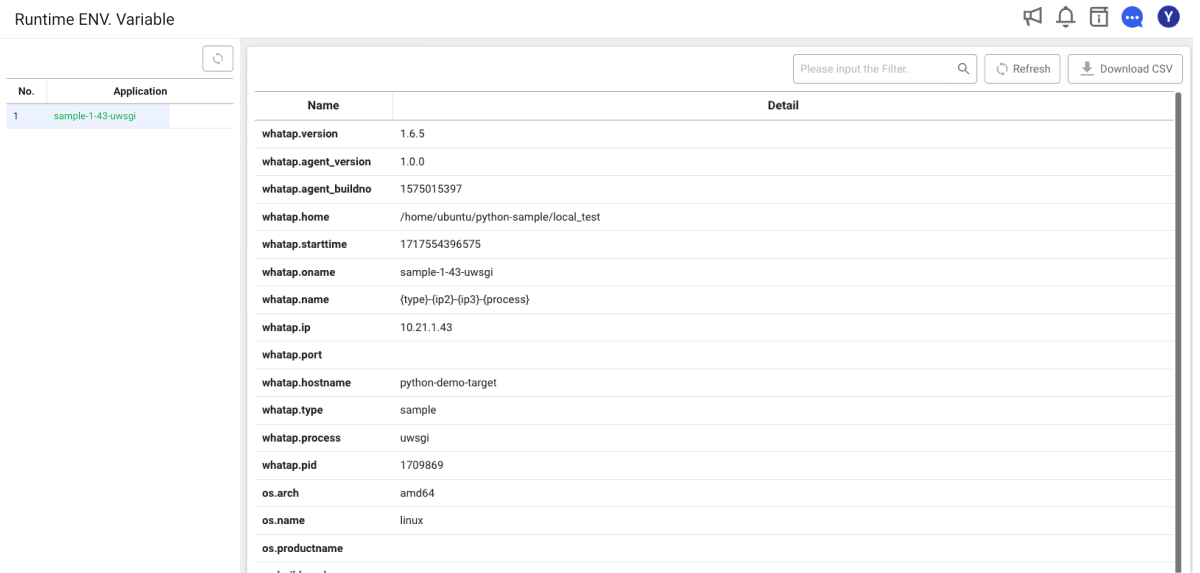 Runtime ENV. Variable
Y
No. Application
1 sample-1-43-uwsgi
Please input the Filter.
Refresh
Download CSV
Name Detail
whatap.version 1.6.5
whatap.agent_version 1.0.0
whatap.agent_buildno 1575015397
whatap.home /home/ubuntu/python-sample/local_test
whatap.starttime 1717554396575
whatap.oname sample-1-43-uwsgi
whatap.name {type}-{ip2}-{ip3}-{process}
whatap.ip 10.21.1.43
whatap.port
whatap.hostname python-demo-target
whatap.type sample
whatap.process uwsgi
whatap.pid 1709869
os.arch amd64
os.name linux
os.productname